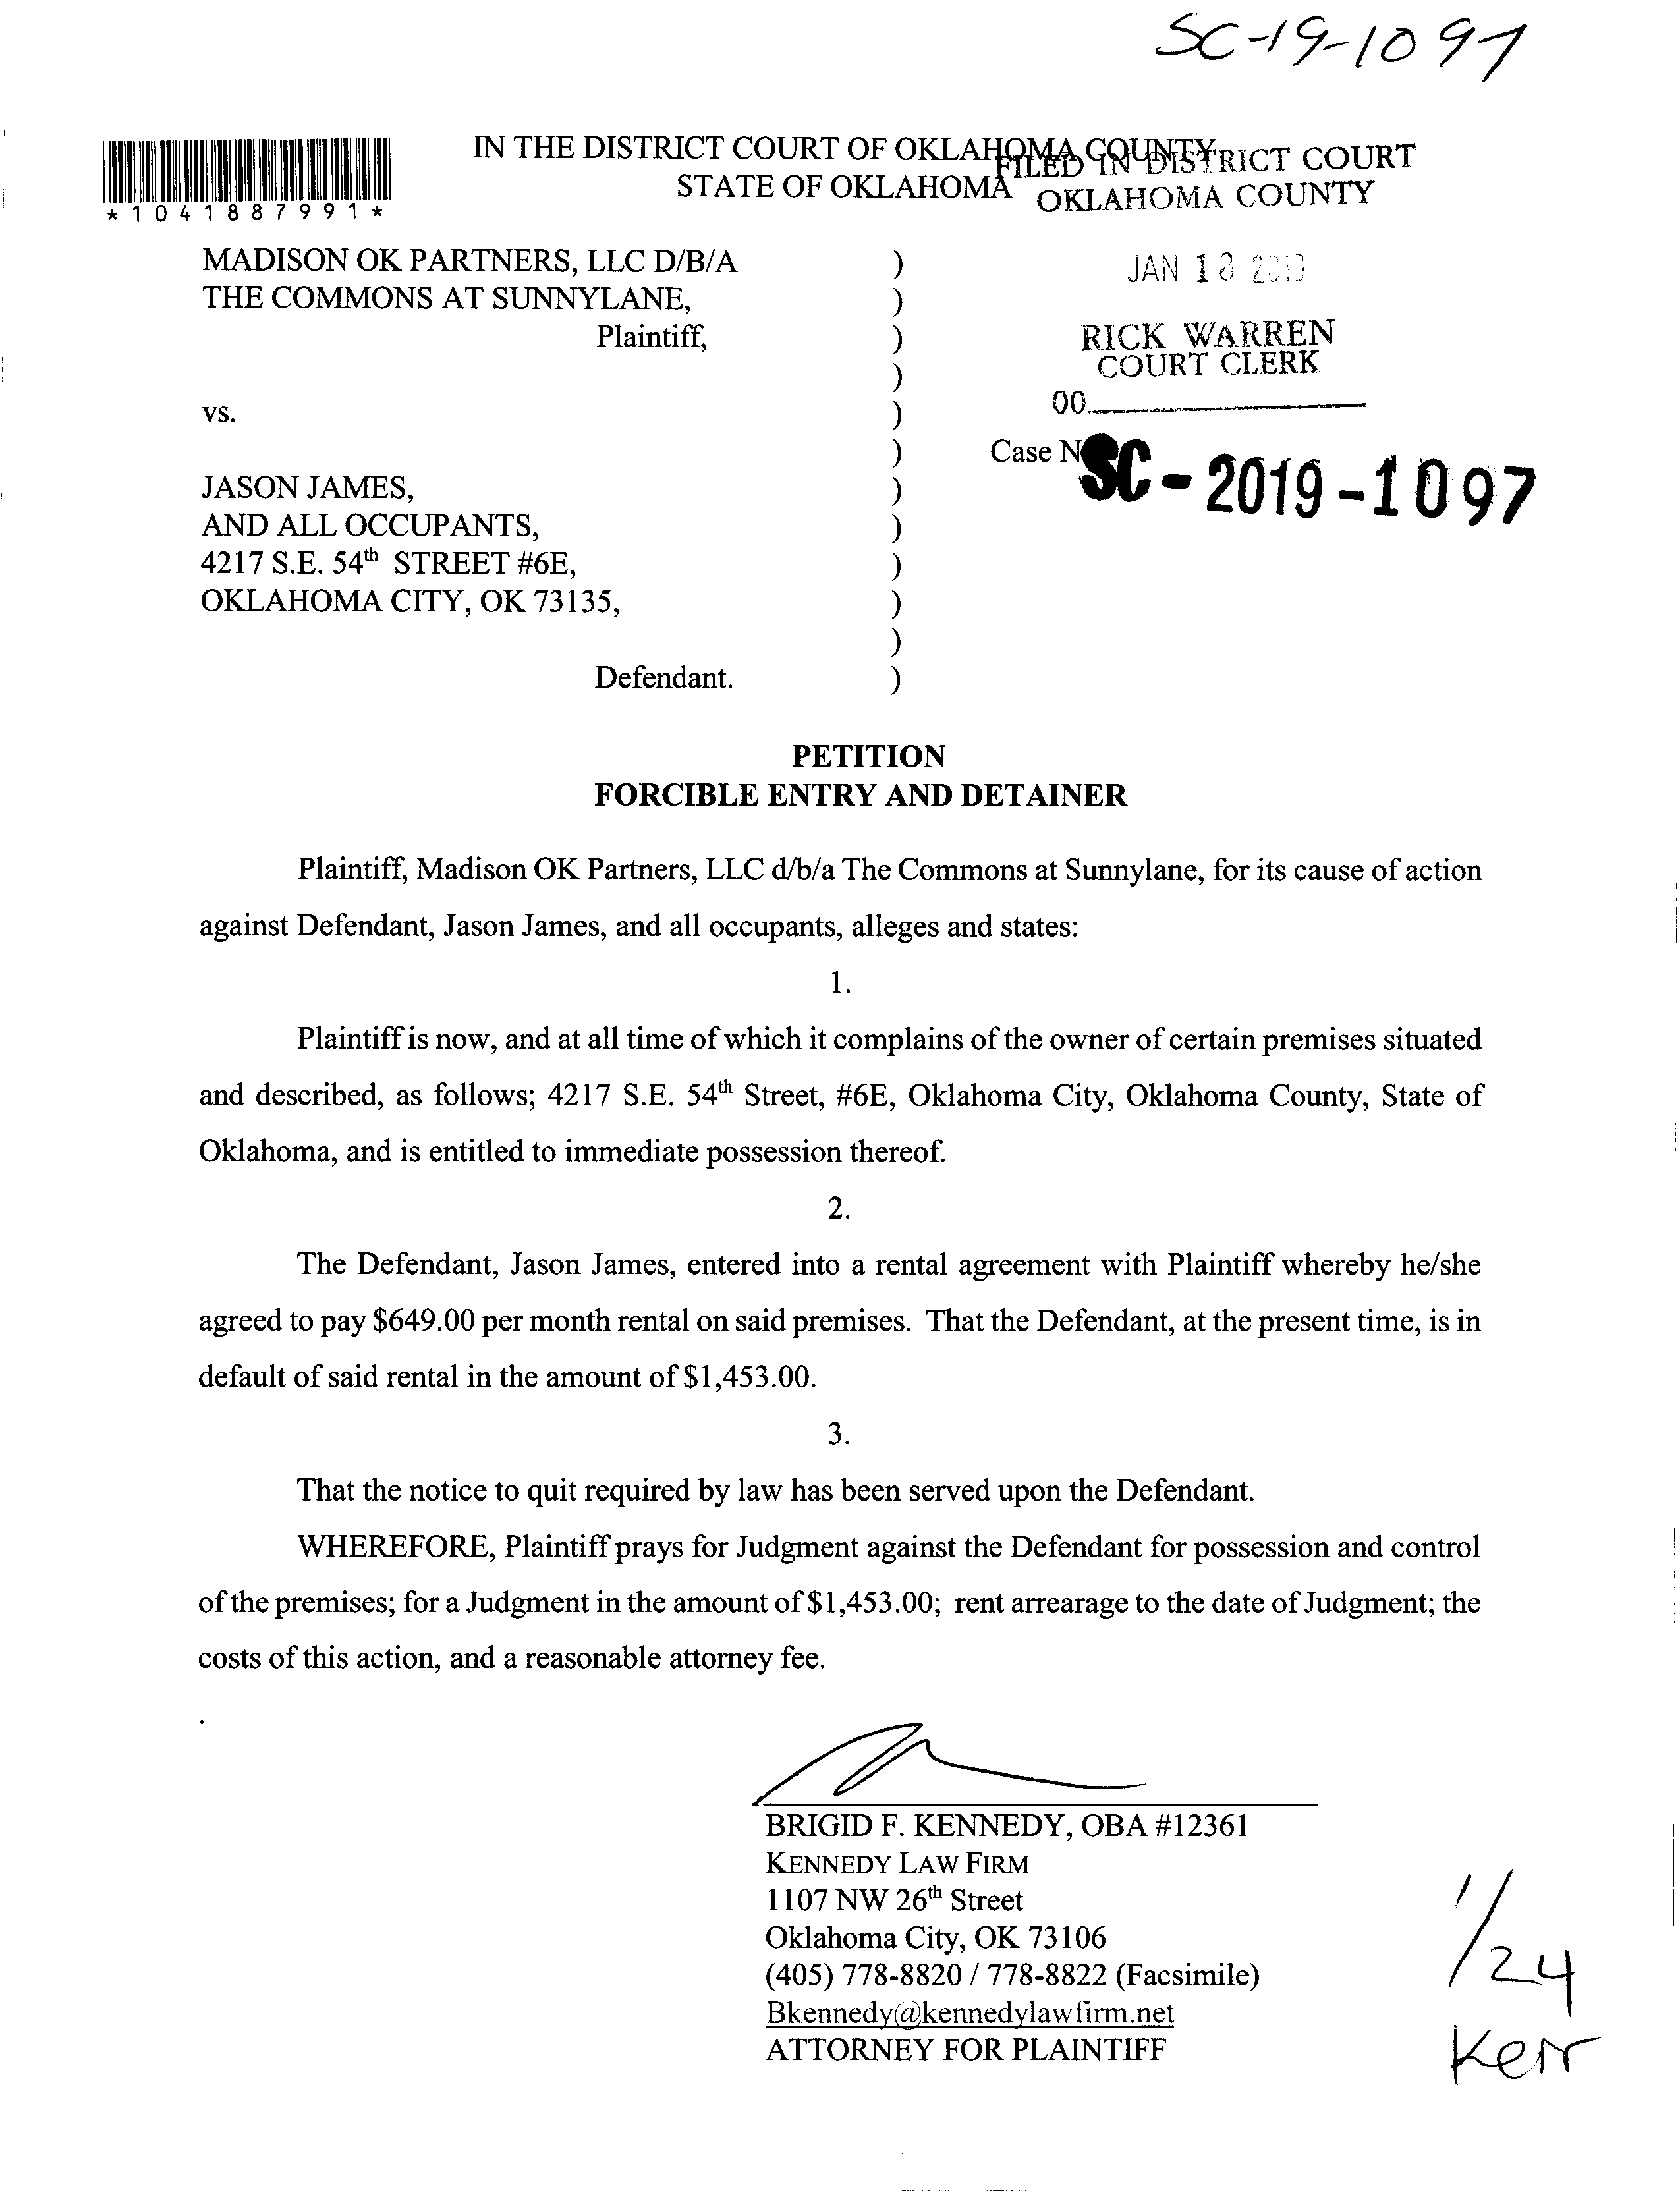 SC-19-1097
IN THE DISTRICT COURT OF OKLAHOMA COUNTY
STATE OF OKLAHOMA
FILED IN DISTRICT COURT
OKLAHOMA COUNTY
*1041887991*
MADISON OK PARTNERS, LLC D/B/A )
THE COMMONS AT SUNNYLANE, )
Plaintiff, )
)
vs. )
)
JASON JAMES, )
AND ALL OCCUPANTS, )
4217 S.E. 54th STREET #6E, )
OKLAHOMA CITY, OK 73135, )
)
Defendant. )
JAN 18 2019
RICK WARREN
COURT CLERK
00
Case N
SC-2019-1097
PETITION
FORCIBLE ENTRY AND DETAINER
Plaintiff, Madison OK Partners, LLC d/b/a The Commons at Sunnylane, for its cause of action
against Defendant, Jason James, and all occupants, alleges and states:
1.
Plaintiff is now, and at all time of which it complains of the owner of certain premises situated
and described, as follows; 4217 S.E. 54th Street, #6E, Oklahoma City, Oklahoma County, State of
Oklahoma, and is entitled to immediate possession thereof.
2.
The Defendant, Jason James, entered into a rental agreement with Plaintiff whereby he/she
agreed to pay $649.00 per month rental on said premises. That the Defendant, at the present time, is in
default of said rental in the amount of $1,453.00.
3.
That the notice to quit required by law has been served upon the Defendant.
WHEREFORE, Plaintiff prays for Judgment against the Defendant for possession and control
of the premises; for a Judgment in the amount of $1,453.00; rent arrearage to the date of Judgment; the
costs of this action, and a reasonable attorney fee.
BRIGID F. KENNEDY, OBA #12361
KENNEDY LAW FIRM
1107 NW 26th Street
Oklahoma City, OK 73106
(405) 778-8820 / 778-8822 (Facsimile)
Bkennedy@kennedylawfirm.net
ATTORNEY FOR PLAINTIFF
1/24
Kerr